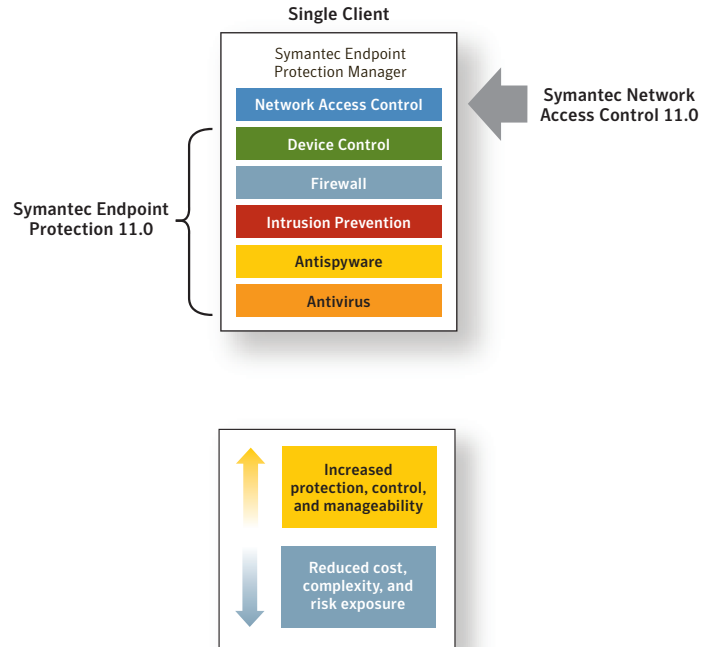 Single Client
Symantec Endpoint
Protection Manager
Network Access Control
Symantec Network
Access Control 11.0
Device Control
Firewall
Symantec Endpoint
Protection 11.0
Intrusion Prevention
Antispyware
Antivirus
Increased
protection, control,
and manageability
Reduced cost,
complexity, and
risk exposure